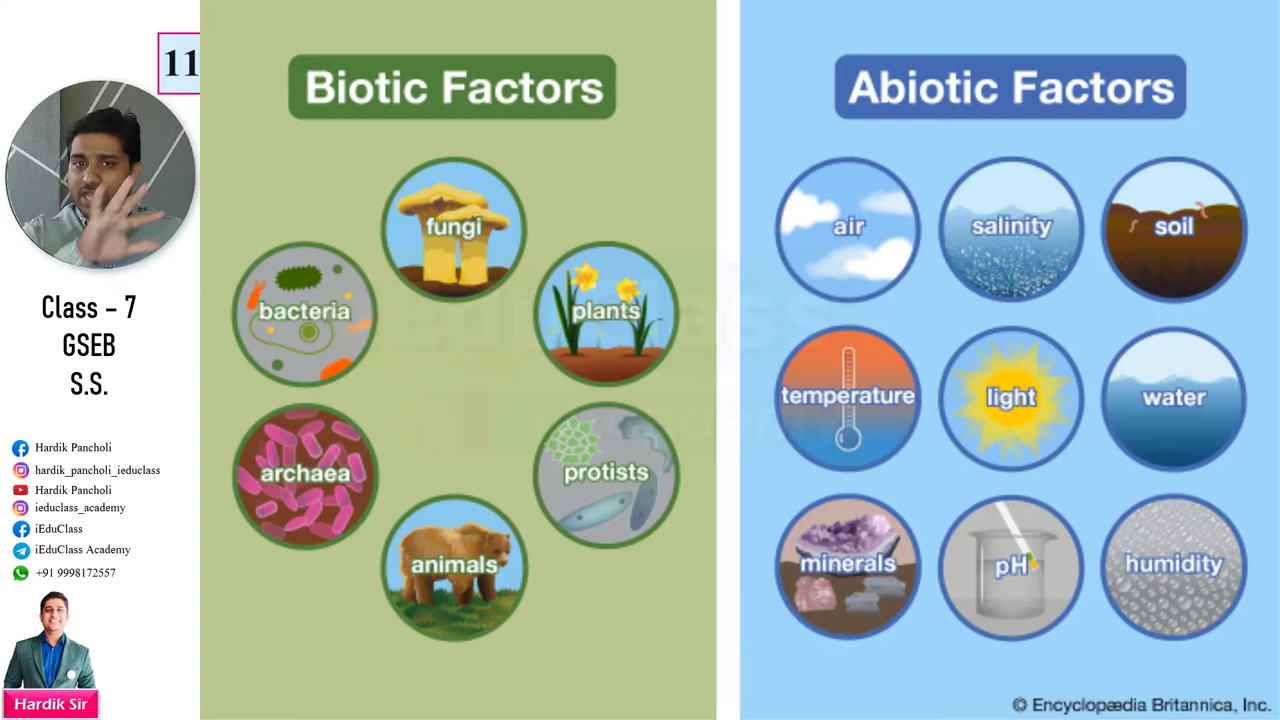 11
Class – 7
GSEB
S.S.
Hardik Pancholi
hardik_pancholi_ieduclass
Hardik Pancholi
ieduclass_academy
iEduClass
iEduClass Academy
+91 9998172557
Hardik Sir
Biotic Factors
fungi
bacteria
plants
archaea
protists
animals
Abiotic Factors
air
salinity
soil
temperature
light
water
minerals
pH
humidity
© Encyclopædia Britannica, Inc.